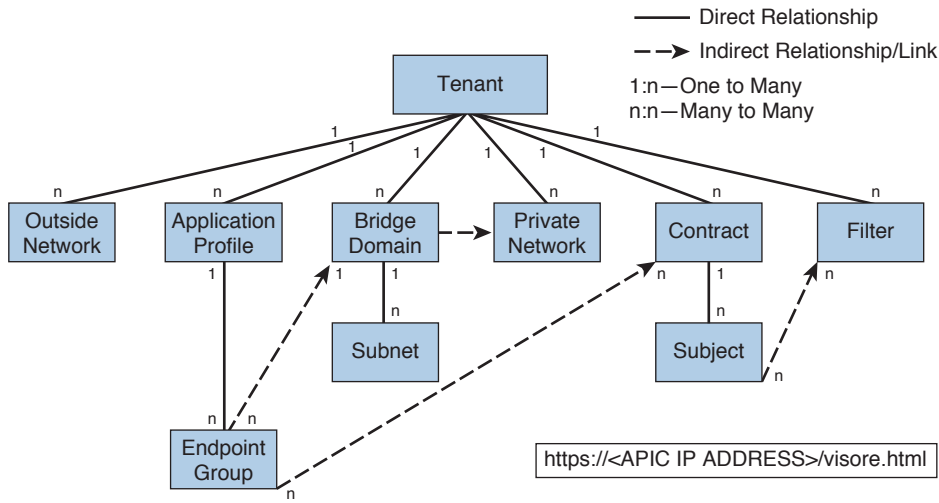 Direct Relationship
Indirect Relationship/Link
1:n—One to Many
n:n—Many to Many
Tenant
1
1
1
1
1
1
n
n
n
n
n
n
Outside
Network
Application
Profile
Bridge
Domain
Private
Network
Contract
Filter
1
1
1
n
1
n
n
n
Subnet
Subject
n
n
n
Endpoint
Group
n
https://<APIC IP ADDRESS>/visore.html